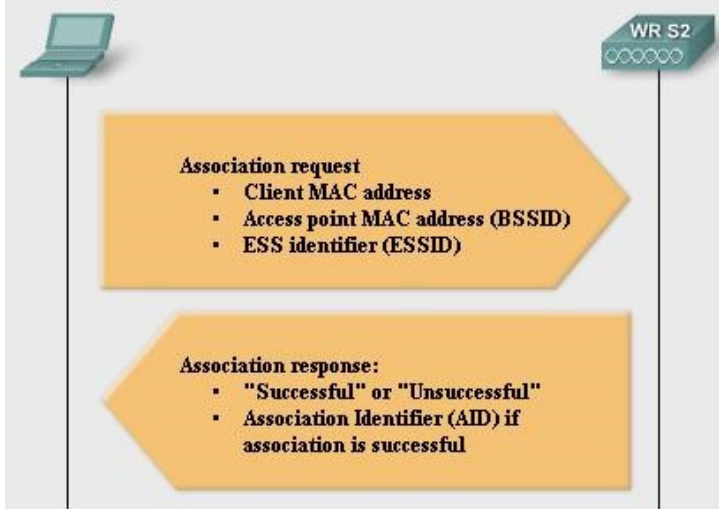 WR S2
Association request
▪ Client MAC address
▪ Access point MAC address (BSSID)
▪ ESS identifier (ESSID)
Association response:
▪ "Successful" or "Unsuccessful"
▪ Association Identifier (AID) if
association is successful